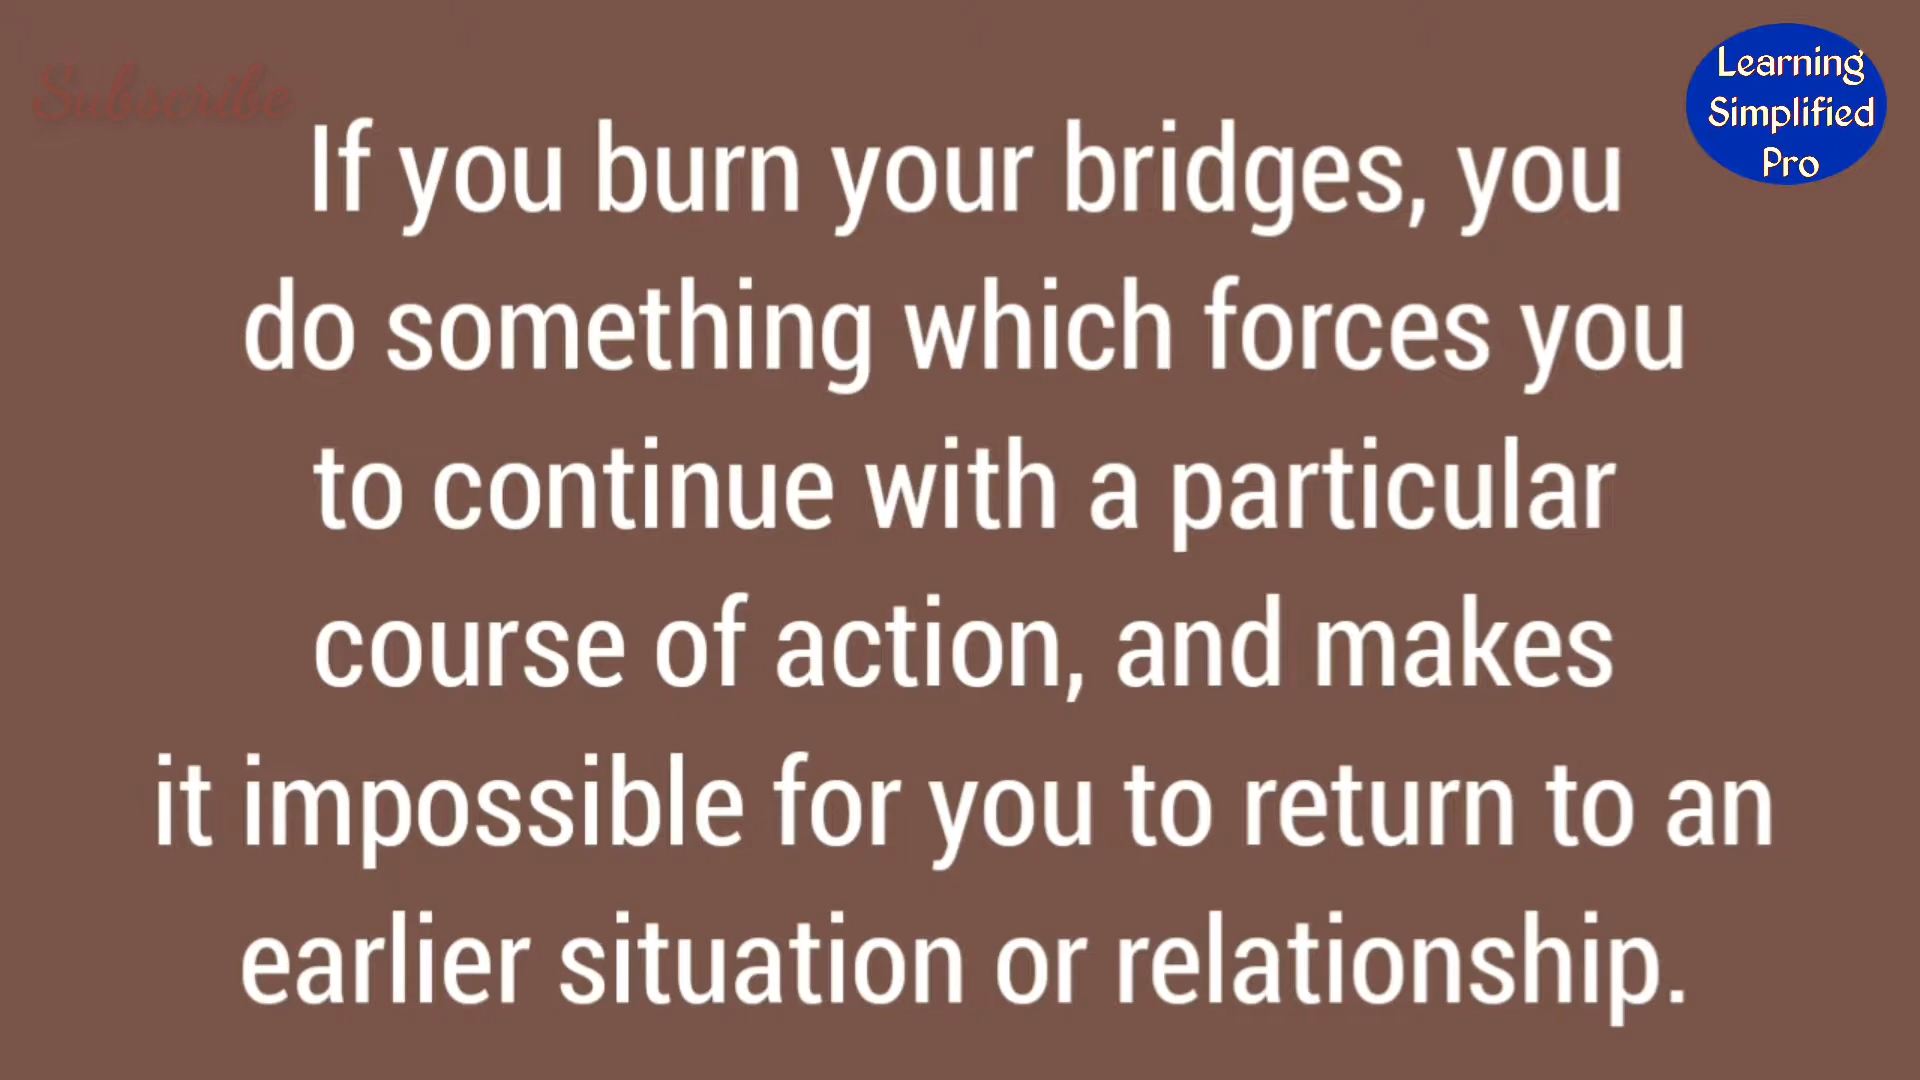 Subscribe
Learning
Simplified
Pro
If you burn your bridges, you
do something which forces you
to continue with a particular
course of action, and makes
it impossible for you to return to an
earlier situation or relationship.